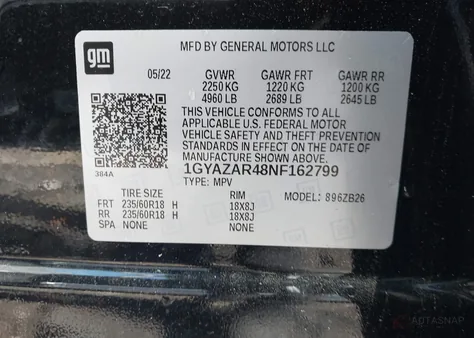 gm
MFD BY GENERAL MOTORS LLC
05/22 GVWR GAWR FRT GAWR RR
2250 KG 1220 KG 1200 KG
4960 LB 2689 LB 2645 LB
THIS VEHICLE CONFORMS TO ALL
APPLICABLE U.S. FEDERAL MOTOR
VEHICLE SAFETY AND THEFT PREVENTION
STANDARDS IN EFFECT ON THE DATE OF
MANUFACTURE SHOWN ABOVE.
384A
1GYAZAR48NF162799
TYPE: MPV
TIRE SIZE RIM MODEL: 896ZB26
FRT 235/60R18 H 18X8J
RR 235/60R18 H 18X8J
SPA NONE NONE
ADTASNAP